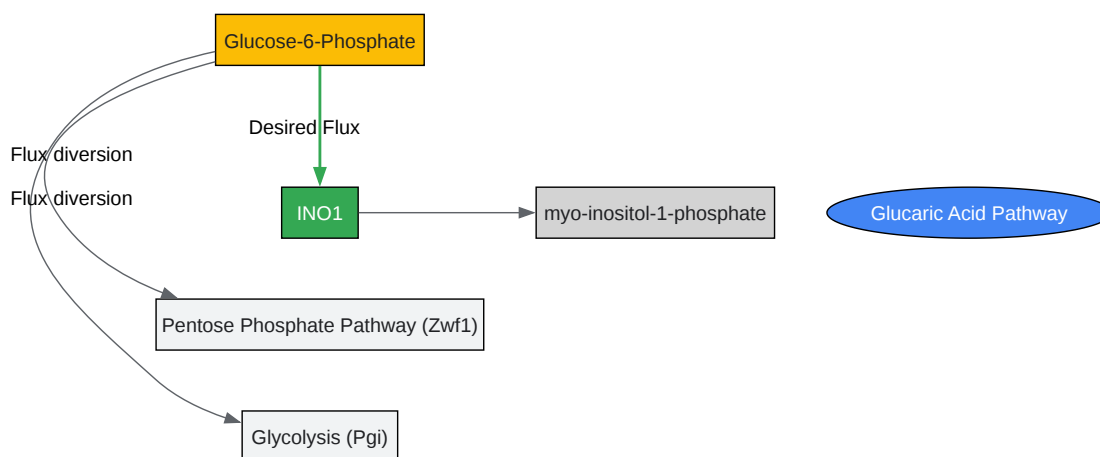 Glucose-6-Phosphate
Desired Flux
Flux diversion
Flux diversion
INO1
myo-inositol-1-phosphate
Glucaric Acid Pathway
Pentose Phosphate Pathway (Zwf1)
Glycolysis (Pgi)